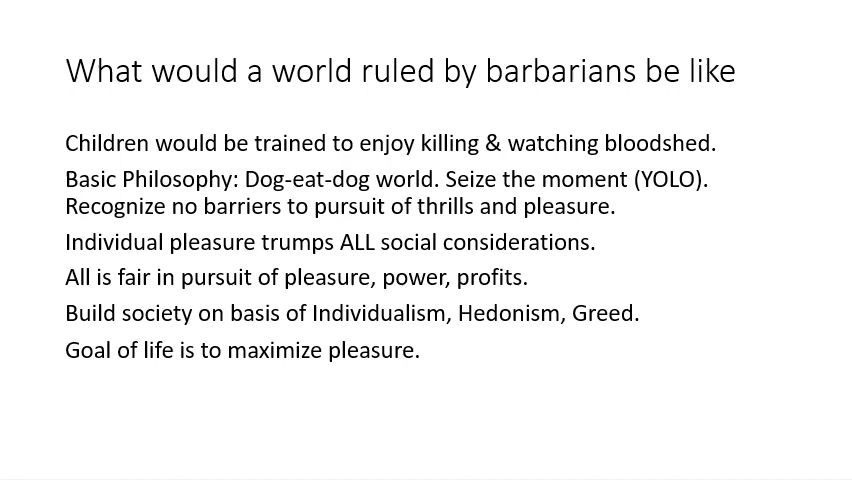 What would a world ruled by barbarians be like
Children would be trained to enjoy killing & watching bloodshed.
Basic Philosophy: Dog-eat-dog world. Seize the moment (YOLO).
Recognize no barriers to pursuit of thrills and pleasure.
Individual pleasure trumps ALL social considerations.
All is fair in pursuit of pleasure, power, profits.
Build society on basis of Individualism, Hedonism, Greed.
Goal of life is to maximize pleasure.